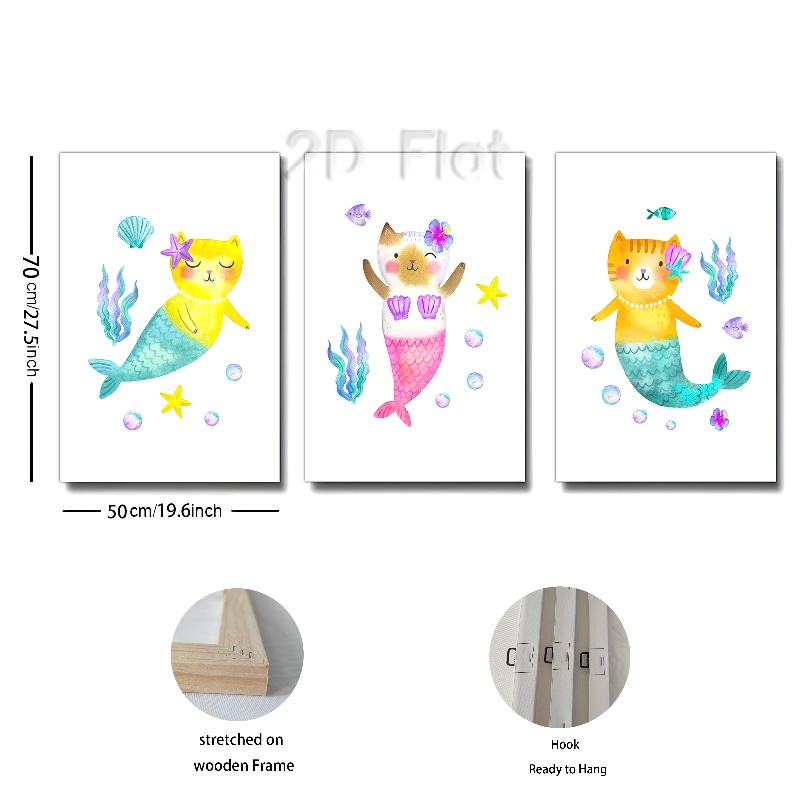 2D Flat
70cm/27.5inch
50cm/19.6inch
stretched on
wooden Frame
Hook
Ready to Hang